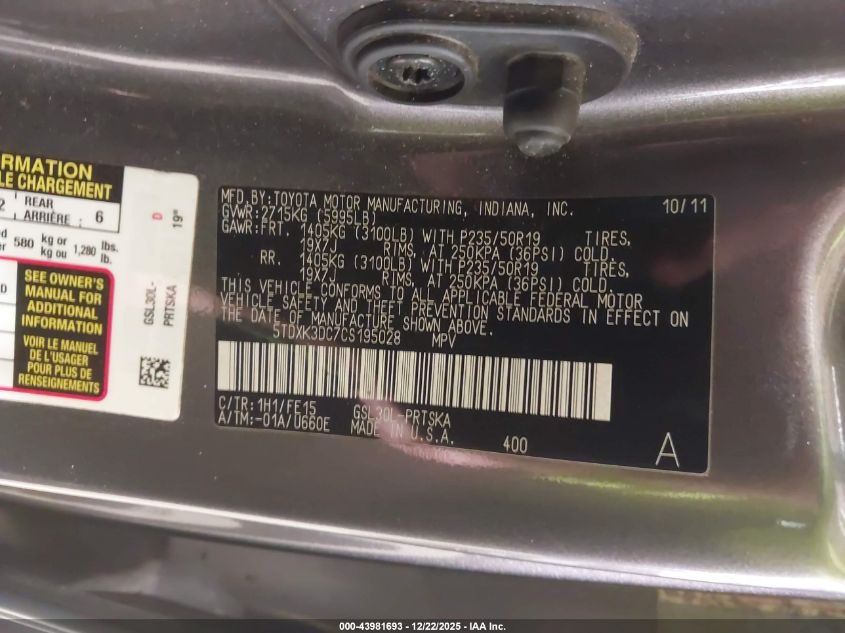 RMATION
LE CHARGEMENT
2 REAR ARRIÈRE: 6
580 kg or kg ou 1,280 lbs. lb.
SEE OWNER'S
MANUAL FOR
ADDITIONAL
INFORMATION
VOIR LE MANUEL
DE L'USAGER
POUR PLUS DE
RENSEIGNEMENTS
D
19"
GSL30L-
PRTSKA
MFD.BY:TOYOTA MOTOR MANUFACTURING, INDIANA, INC. 10/11
GVWR:2715KG (5995LB)
GAWR:FRT. 1405KG (3100LB) WITH P235/50R19 TIRES,
19X7J RIMS, AT 250KPA (36PSI) COLD.
RR. 1405KG (3100LB) WITH P235/50R19 TIRES,
19X7J RIMS, AT 250KPA (36PSI) COLD.
THIS VEHICLE CONFORMS TO ALL APPLICABLE FEDERAL MOTOR
VEHICLE SAFETY AND THEFT PREVENTION STANDARDS IN EFFECT ON
THE DATE OF MANUFACTURE SHOWN ABOVE.
5TDXK3DC7CS195028 MPV
C/TR:1H1/FE15 GSL30L-PRTSKA
A/TM:-01A/U660E MADE IN U.S.A. 400
A
000-43981693 - 12/22/2025 - IAA Inc.